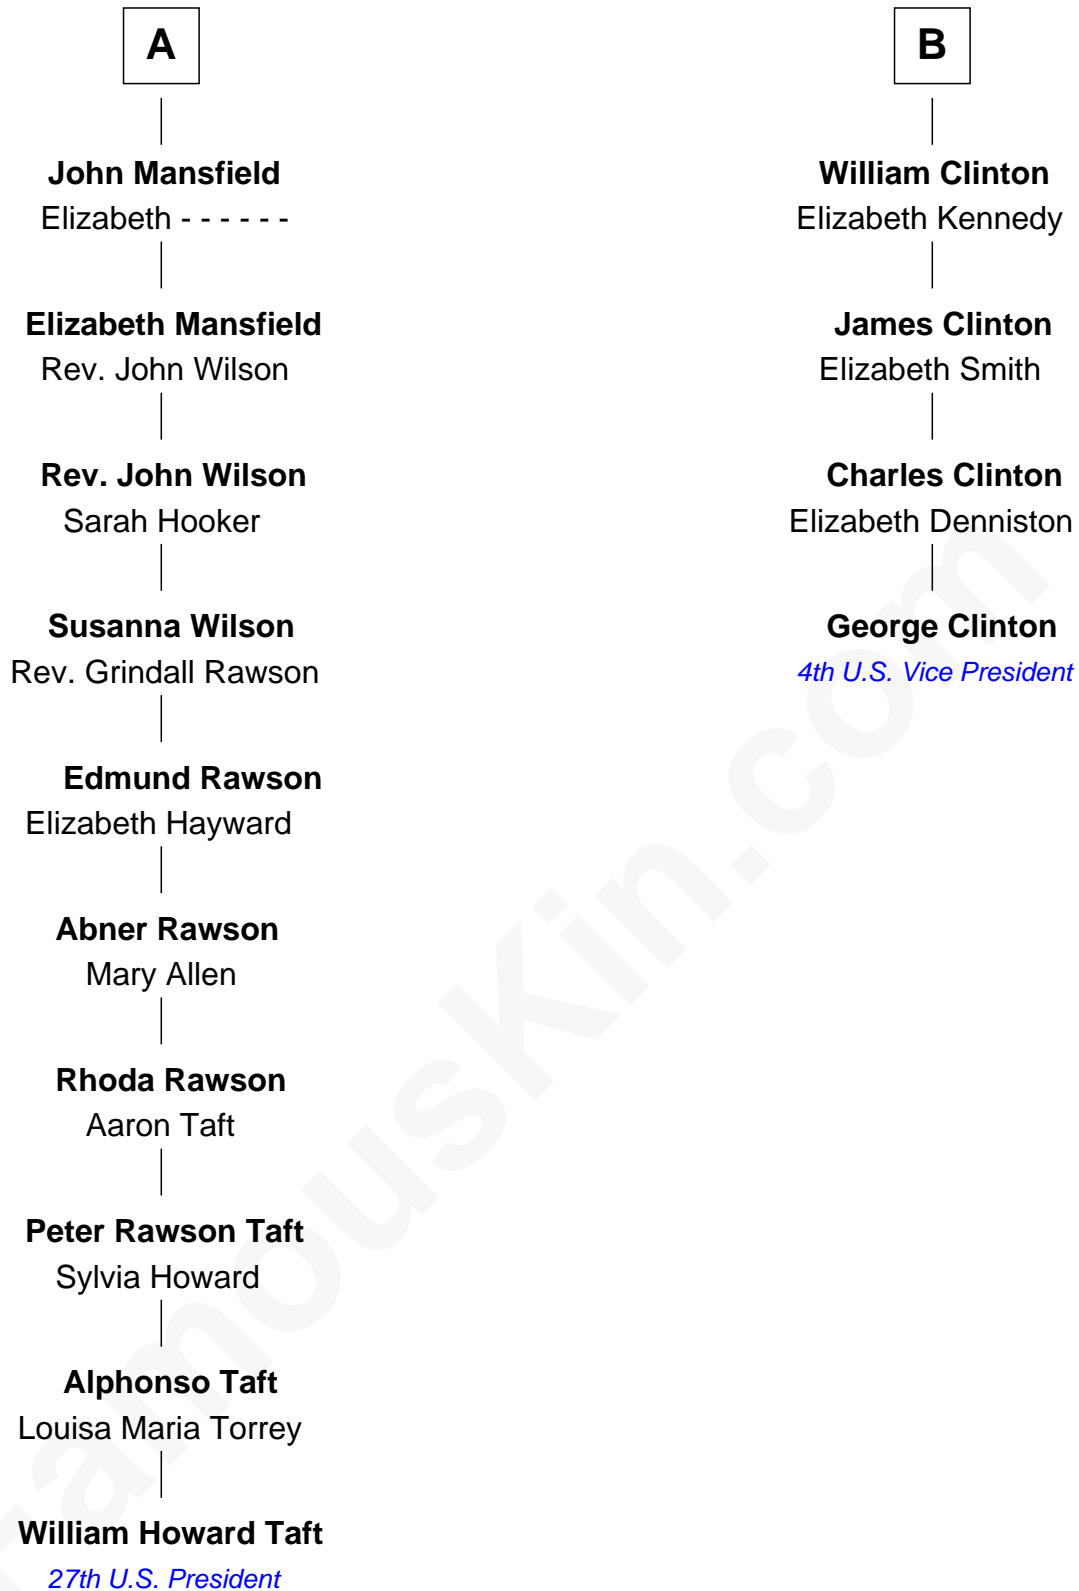 A
B
John Mansfield
Elizabeth - - - - - -
William Clinton
Elizabeth Kennedy
Elizabeth Mansfield
Rev. John Wilson
James Clinton
Elizabeth Smith
Rev. John Wilson
Sarah Hooker
Charles Clinton
Elizabeth Denniston
Susanna Wilson
Rev. Grindall Rawson
George Clinton
4th U.S. Vice President
Edmund Rawson
Elizabeth Hayward
Abner Rawson
Mary Allen
Rhoda Rawson
Aaron Taft
Peter Rawson Taft
Sylvia Howard
Alphonso Taft
Louisa Maria Torrey
William Howard Taft
27th U.S. President
FamousKin.com